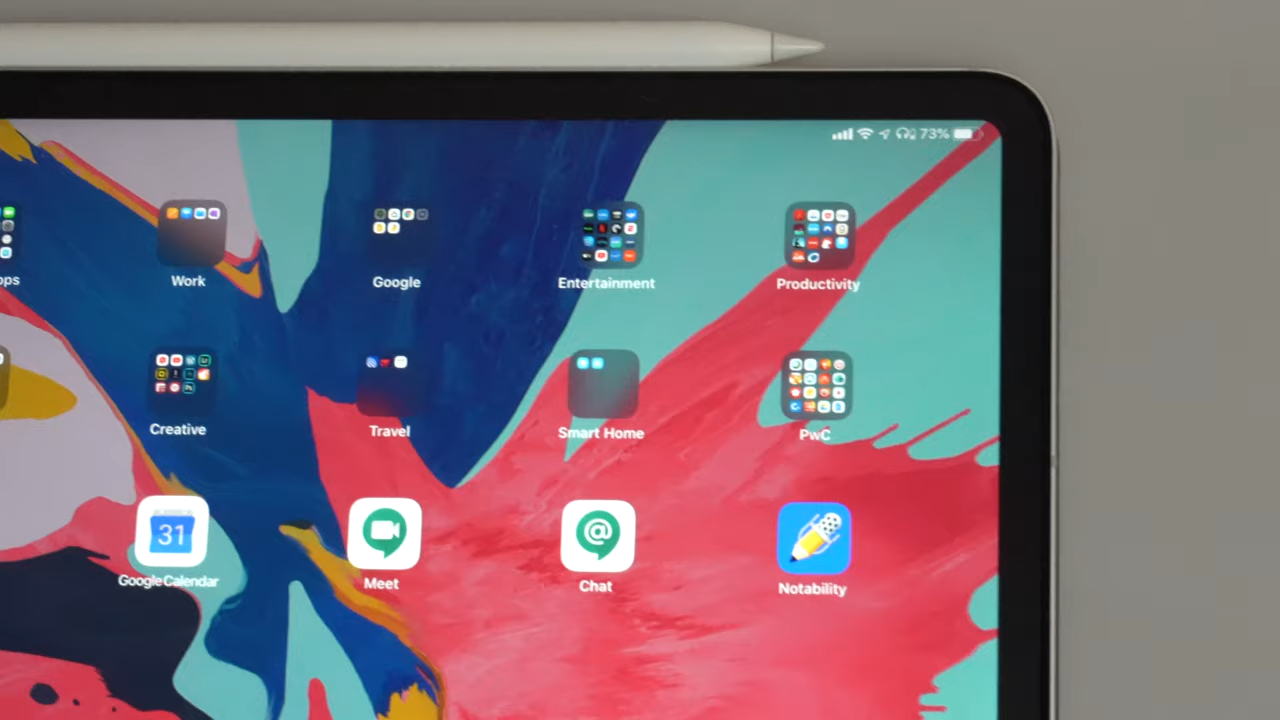 73%
ops
Work
Google
Entertainment
Productivity
Creative
Travel
Smart Home
PwC
31
@
Google Calendar
Meet
Chat
Notability